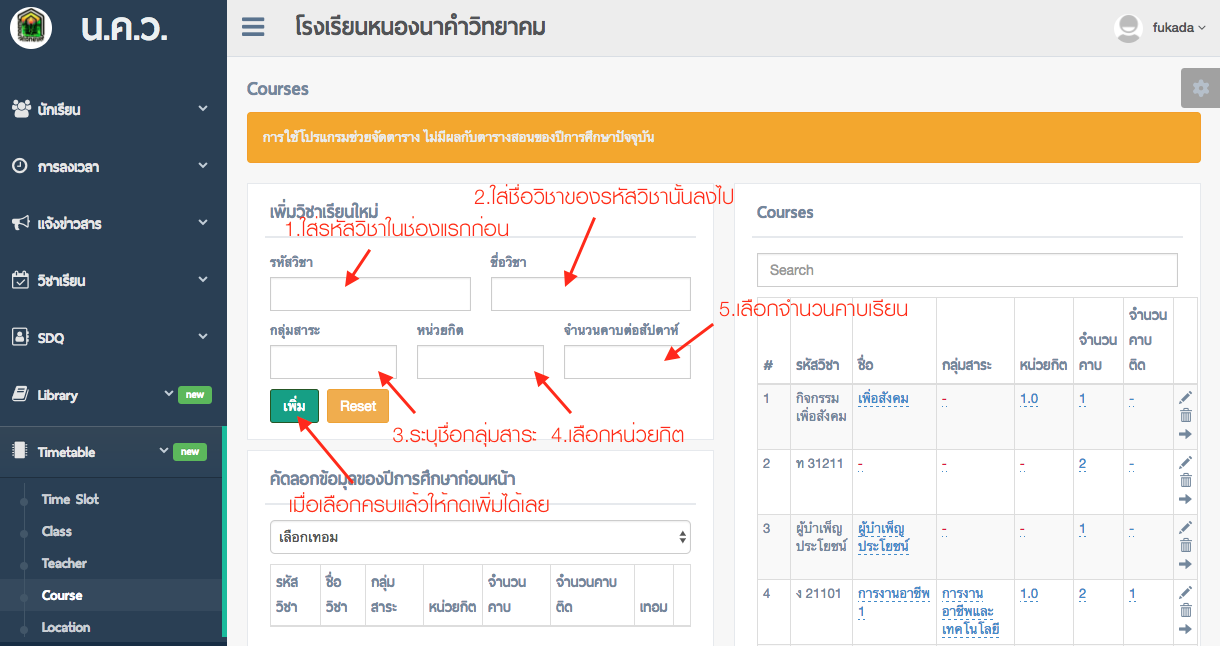 น.ค.ว.
โรงเรียนหนองนาคำวิทยาคม
fukada
นักเรียน
การลงเวลา
แจ้งข่าวสาร
วิชาเรียน
SDQ
Library new
Timetable new
Time Slot
Class
Teacher
Course
Location
Courses
การใช้โปรแกรมช่วยจัดตาราง ไม่มีผลกับตารางสอนของปีการศึกษาปัจจุบัน
เพิ่มวิชาเรียนใหม่
1.ใส่รหัสวิชาในช่องแรกก่อน
2.ใส่ชื่อวิชาของรหัสวิชานั้นลงไป
รหัสวิชา ชื่อวิชา
กลุ่มสาระ หน่วยกิต จำนวนคาบต่อสัปดาห์
5.เลือกจำนวนคาบเรียน
เพิ่ม Reset
3.ระบุชื่อกลุ่มสาระ 4.เลือกหน่วยกิต
คัดลอกข้อมูลของปีการศึกษาก่อนหน้า
เมื่อเลือกครบแล้วให้กดเพิ่มได้เลย
เลือกเทอม
รหัส ชื่อ กลุ่ม จำนวน จำนวนคาบ
วิชา วิชา สาระ หน่วยกิต คาบ ติด เทอม
Courses
Search
จำนวน
จำนวน คาบ
# รหัสวิชา ชื่อ กลุ่มสาระ หน่วยกิต คาบ ติด
1 กิจกรรม เพื่อสังคม - 1.0 1 -
เพื่อสังคม
2 ท 31211 - - - 2 -
3 ผู้บำเพ็ญ ผู้บำเพ็ญ - - 1 -
ประโยชน์ ประโยชน์
4 ง 21101 การงานอาชีพ การงาน 1.0 2 1
1 อาชีพและ
เทคโนโลยี